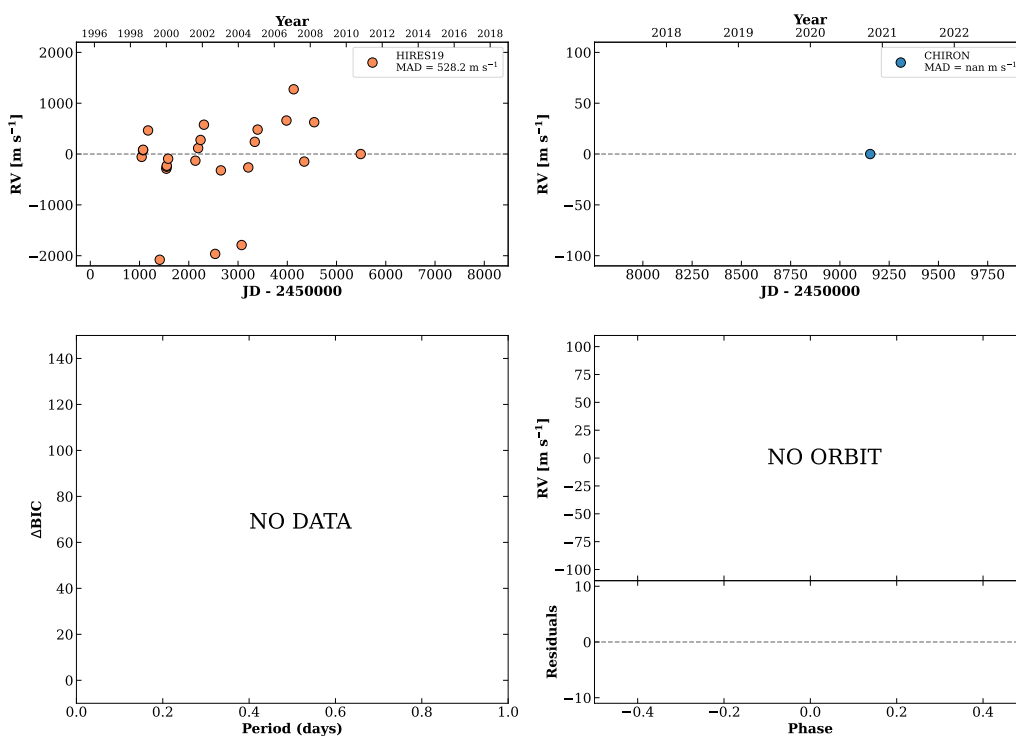 Year
1996 1998 2000 2002 2004 2006 2008 2010 2012 2014 2016 2018
HIRES19
MAD = 528.2 m s⁻¹
RV [m s⁻¹]
2000
1000
0
−1000
−2000
0 1000 2000 3000 4000 5000 6000 7000 8000
JD - 2450000
Year
2018 2019 2020 2021 2022
CHIRON
MAD = nan m s⁻¹
RV [m s⁻¹]
100
50
0
−50
−100
8000 8250 8500 8750 9000 9250 9500 9750
JD - 2450000
ΔBIC
140
120
100
80
60
40
20
0
NO DATA
0.0 0.2 0.4 0.6 0.8 1.0
Period (days)
RV [m s⁻¹]
100
75
50
25
0
−25
−50
−75
−100
NO ORBIT
Residuals
10
0
−10
−0.4 −0.2 0.0 0.2 0.4
Phase